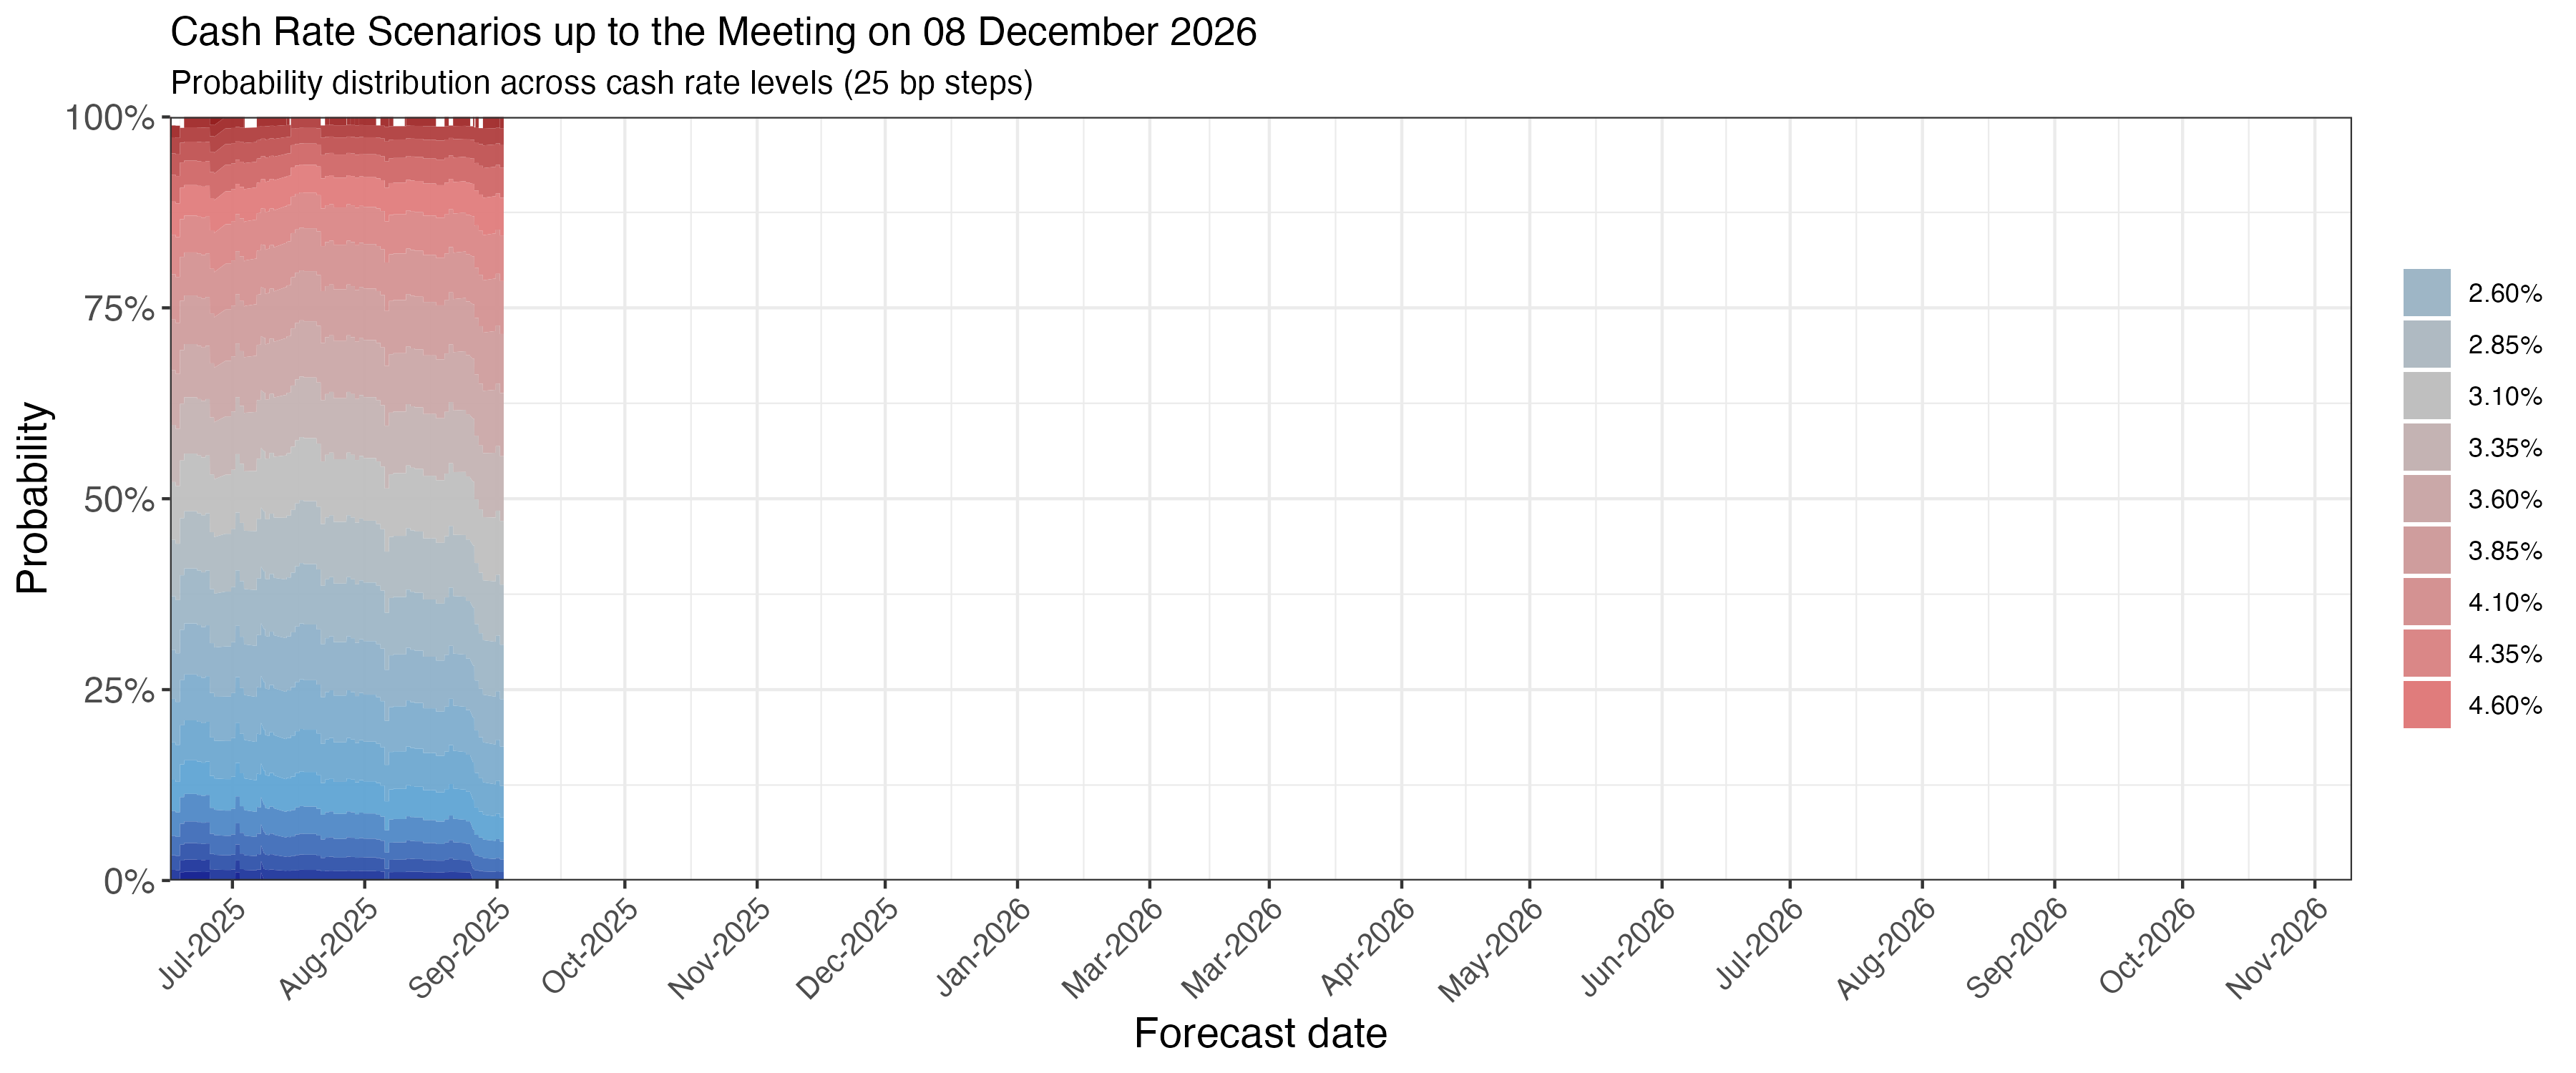 Cash Rate Scenarios up to the Meeting on 08 December 2026
Probability distribution across cash rate levels (25 bp steps)
Probability
100%
75%
50%
25%
0%
Jul-2025
Aug-2025
Sep-2025
Oct-2025
Nov-2025
Dec-2025
Jan-2026
Mar-2026
Mar-2026
Apr-2026
May-2026
Jun-2026
Jul-2026
Aug-2026
Sep-2026
Oct-2026
Nov-2026
Forecast date
2.60%
2.85%
3.10%
3.35%
3.60%
3.85%
4.10%
4.35%
4.60%